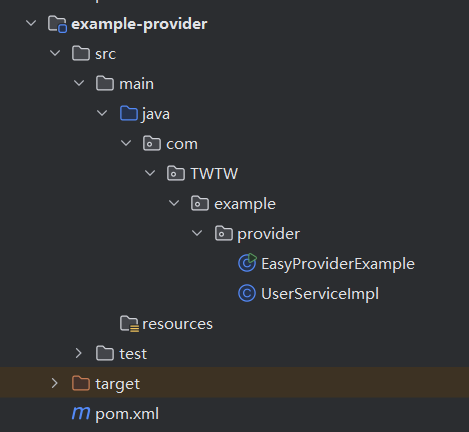 example-provider
src
main
java
com
TWTW
example
provider
EasyProviderExample
UserServiceImpl
resources
test
target
pom.xml